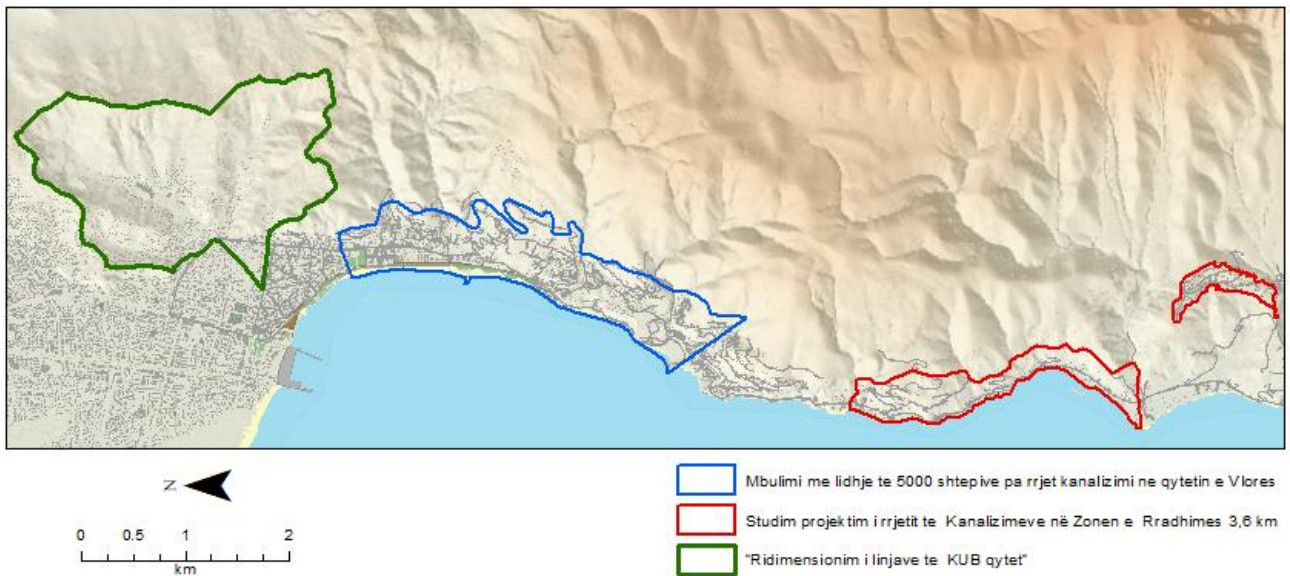 N
0 0.5 1 2
km
Mbulimi me lidhje te 5000 shtepive pa rrjet kanalizimi ne qytetin e Vlores
Studim projektim i rrjetit te Kanalizimeve në Zonen e Rradhimes 3,6 km
"Ridimensionim i linjave te KUB qytet"